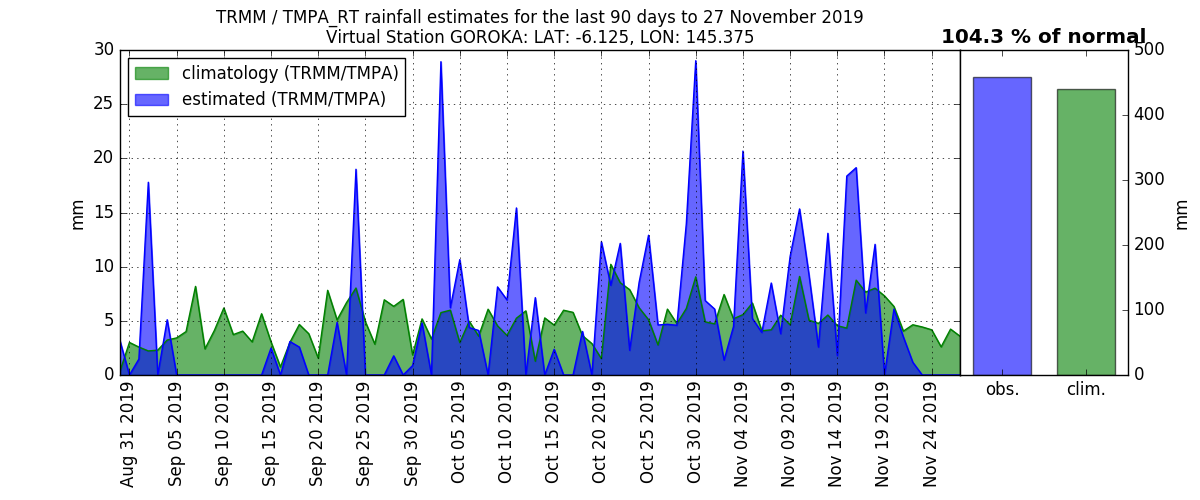 TRMM / TMPA_RT rainfall estimates for the last 90 days to 27 November 2019
Virtual Station GOROKA: LAT: -6.125, LON: 145.375
104.3 % of normal
climatology (TRMM/TMPA)
estimated (TRMM/TMPA)
30
25
20
15
10
5
0
mm
500
400
300
200
100
0
mm
obs.
clim.
Aug 31 2019
Sep 05 2019
Sep 10 2019
Sep 15 2019
Sep 20 2019
Sep 25 2019
Sep 30 2019
Oct 05 2019
Oct 10 2019
Oct 15 2019
Oct 20 2019
Oct 25 2019
Oct 30 2019
Nov 04 2019
Nov 09 2019
Nov 14 2019
Nov 19 2019
Nov 24 2019